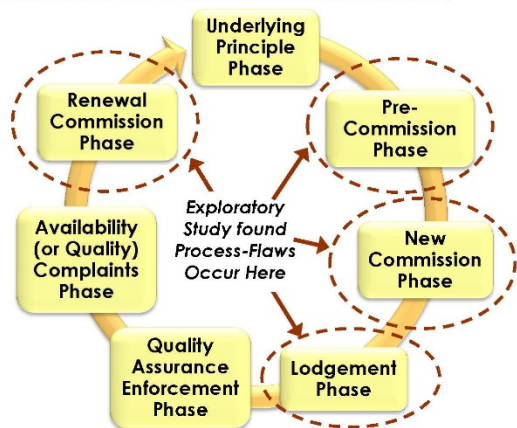 Underlying
Principle
Phase
Pre-
Commission
Phase
New
Commission
Phase
Lodgement
Phase
Quality
Assurance
Enforcement
Phase
Availability
(or Quality)
Complaints
Phase
Renewal
Commission
Phase
Exploratory
Study found
Process-Flaws
Occur Here